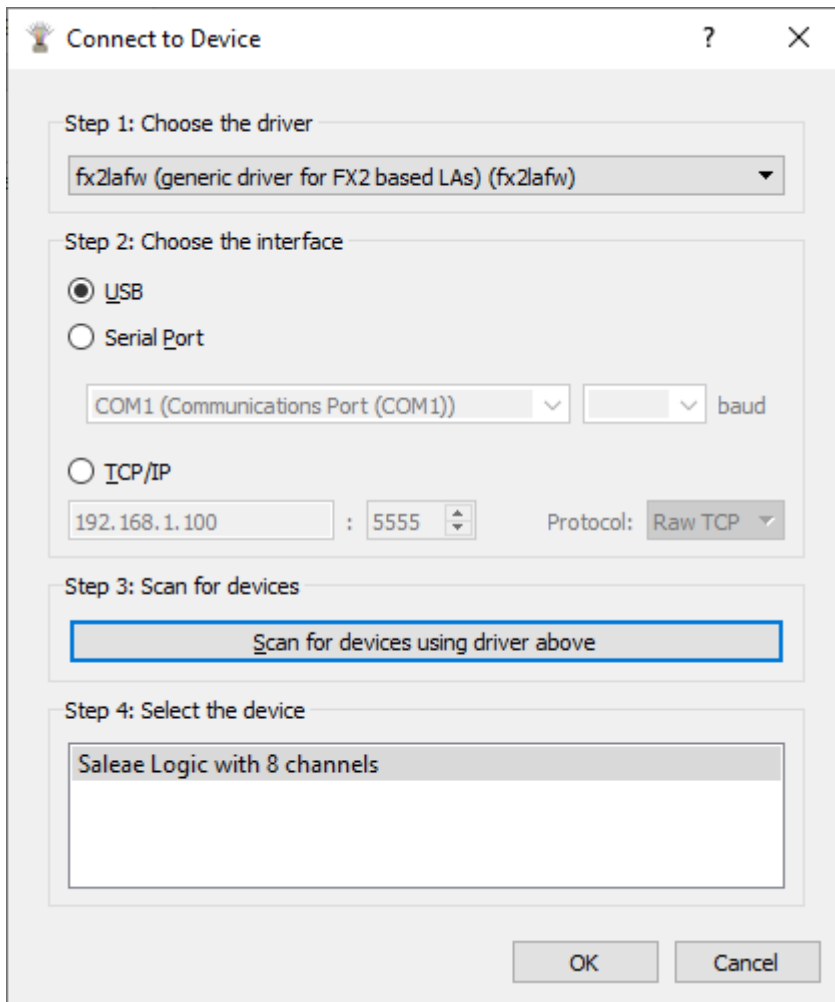 Connect to Device
?
Step 1: Choose the driver
fx2lafw (generic driver for FX2 based LAs) (fx2lafw)
Step 2: Choose the interface
USB
Serial Port
COM1 (Communications Port (COM1)) baud
TCP/IP
192.168.1.100 : 5555 Protocol: Raw TCP
Step 3: Scan for devices
Scan for devices using driver above
Step 4: Select the device
Saleae Logic with 8 channels
OK Cancel